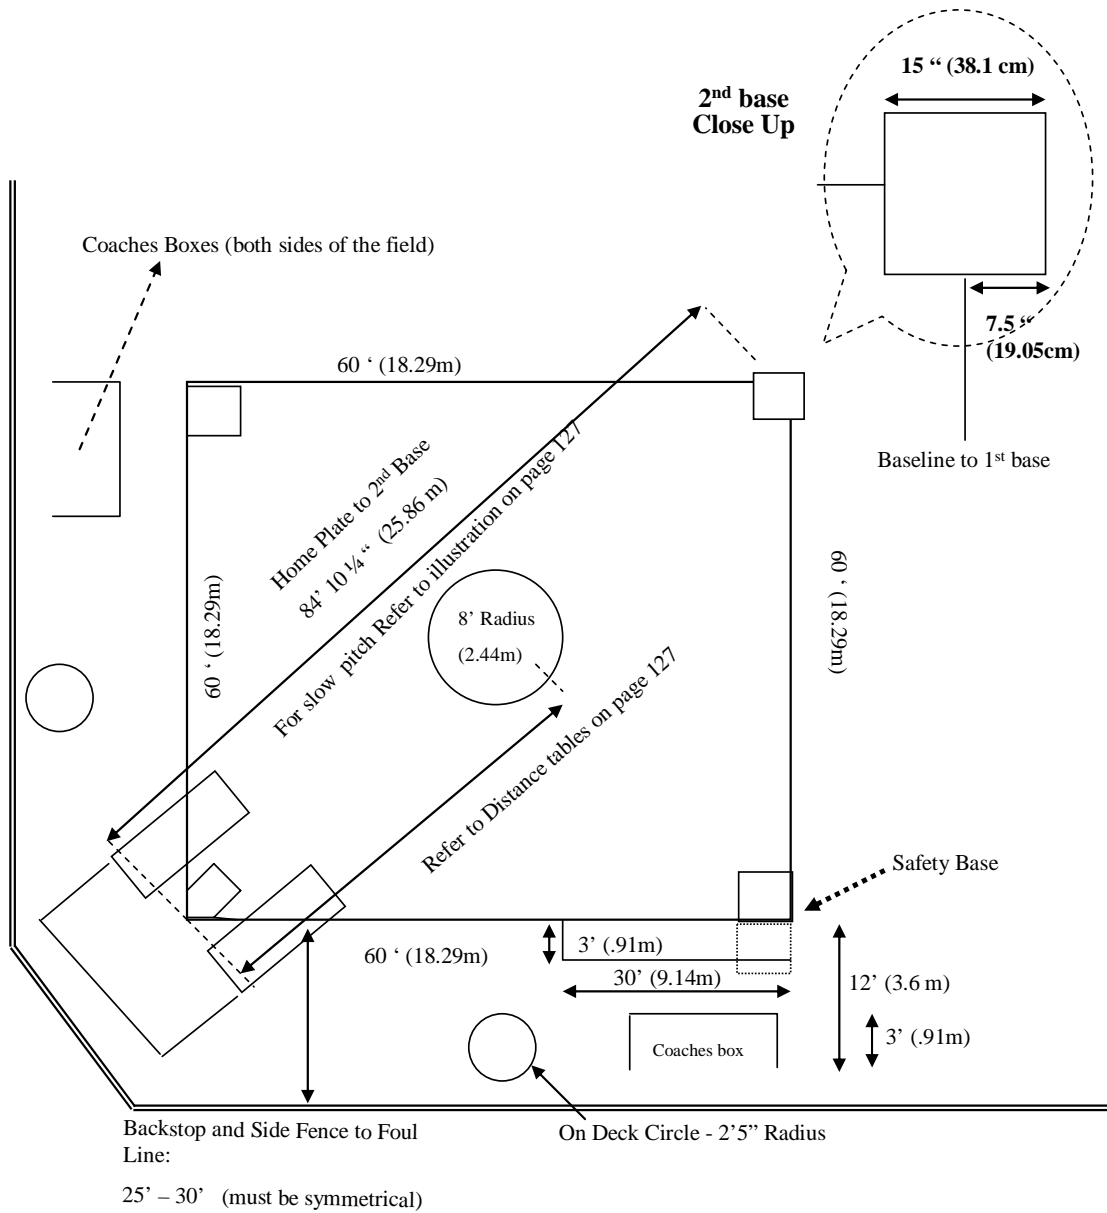 15 “ (38.1 cm)
2nd base
Close Up
Coaches Boxes (both sides of the field)
7.5 “
(19.05cm)
60 ‘ (18.29m)
Baseline to 1st base
Home Plate to 2nd Base
84’ 10 ¼ “ (25.86 m)
For slow pitch Refer to illustration on page 127
60 ‘ (18.29m)
8’ Radius
(2.44m)
60 ‘ (18.29m)
Refer to Distance tables on page 127
Safety Base
60 ‘ (18.29m)
3’ (.91m)
30’ (9.14m)
12’ (3.6 m)
3’ (.91m)
Coaches box
Backstop and Side Fence to Foul
Line:
25’ – 30’ (must be symmetrical)
On Deck Circle - 2’5” Radius